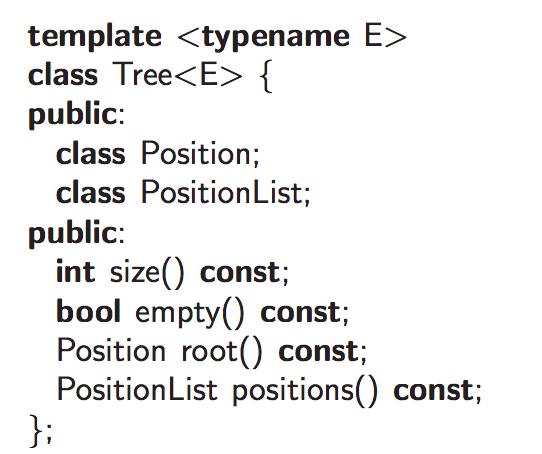 template <typename E>
class Tree<E> {
public:
class Position;
class PositionList;
public:
int size() const;
bool empty() const;
Position root() const;
PositionList positions() const;
};